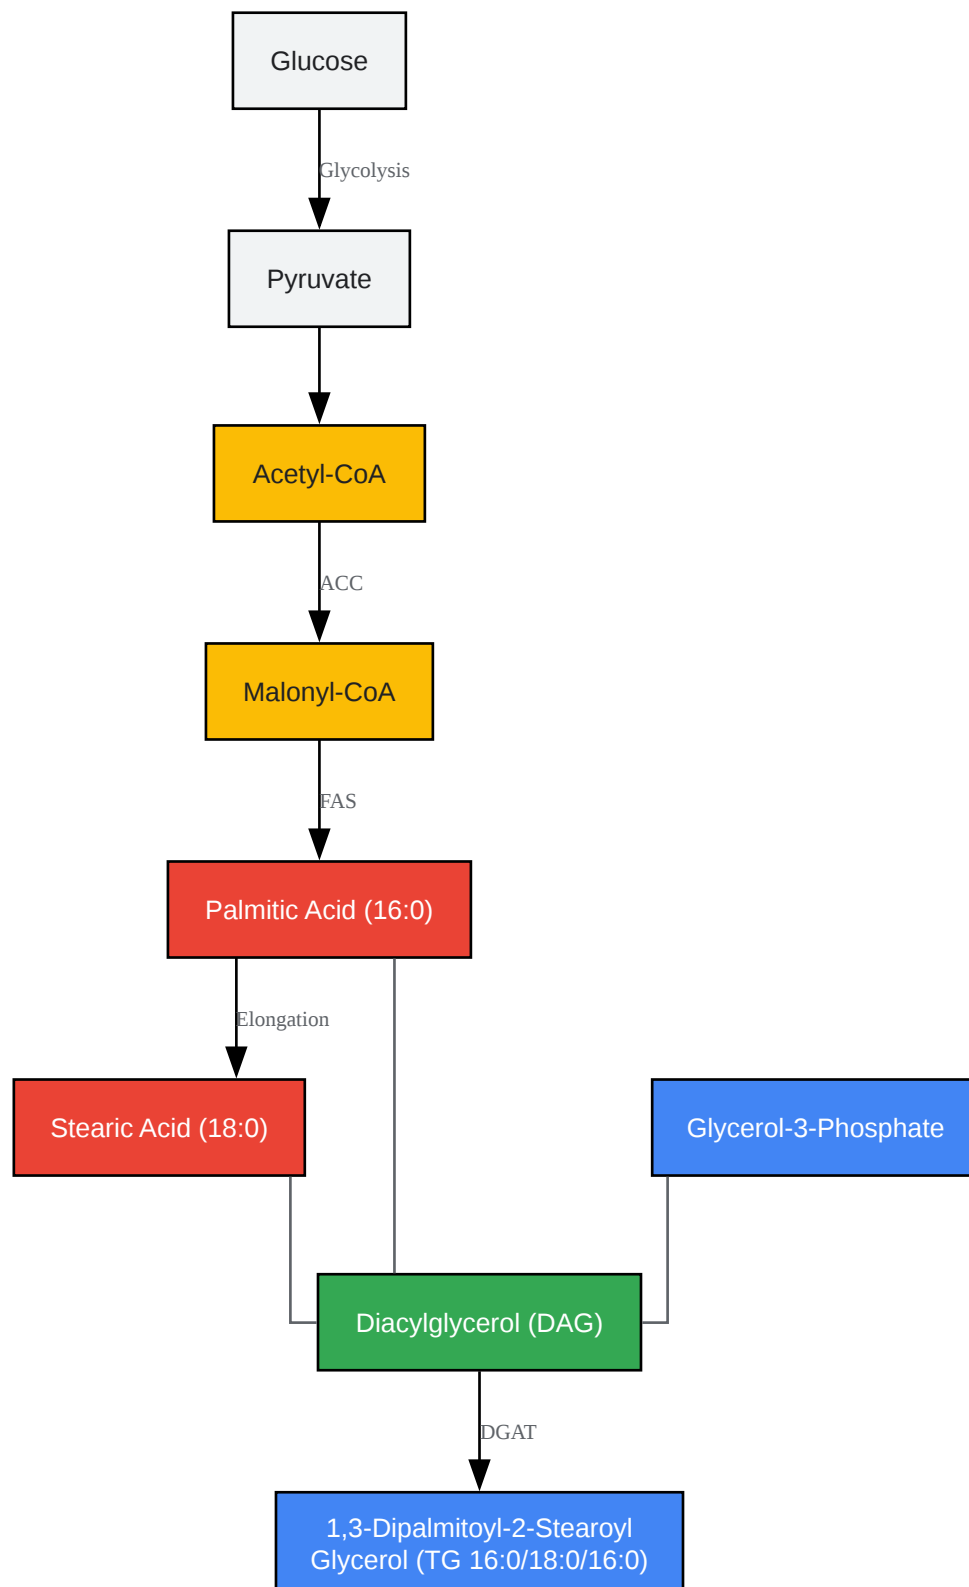 Glucose
Glycolysis
Pyruvate
Acetyl-CoA
ACC
Malonyl-CoA
FAS
Palmitic Acid (16:0)
Elongation
Stearic Acid (18:0)
Glycerol-3-Phosphate
Diacylglycerol (DAG)
DGAT
1,3-Dipalmitoyl-2-Stearoyl
Glycerol (TG 16:0/18:0/16:0)